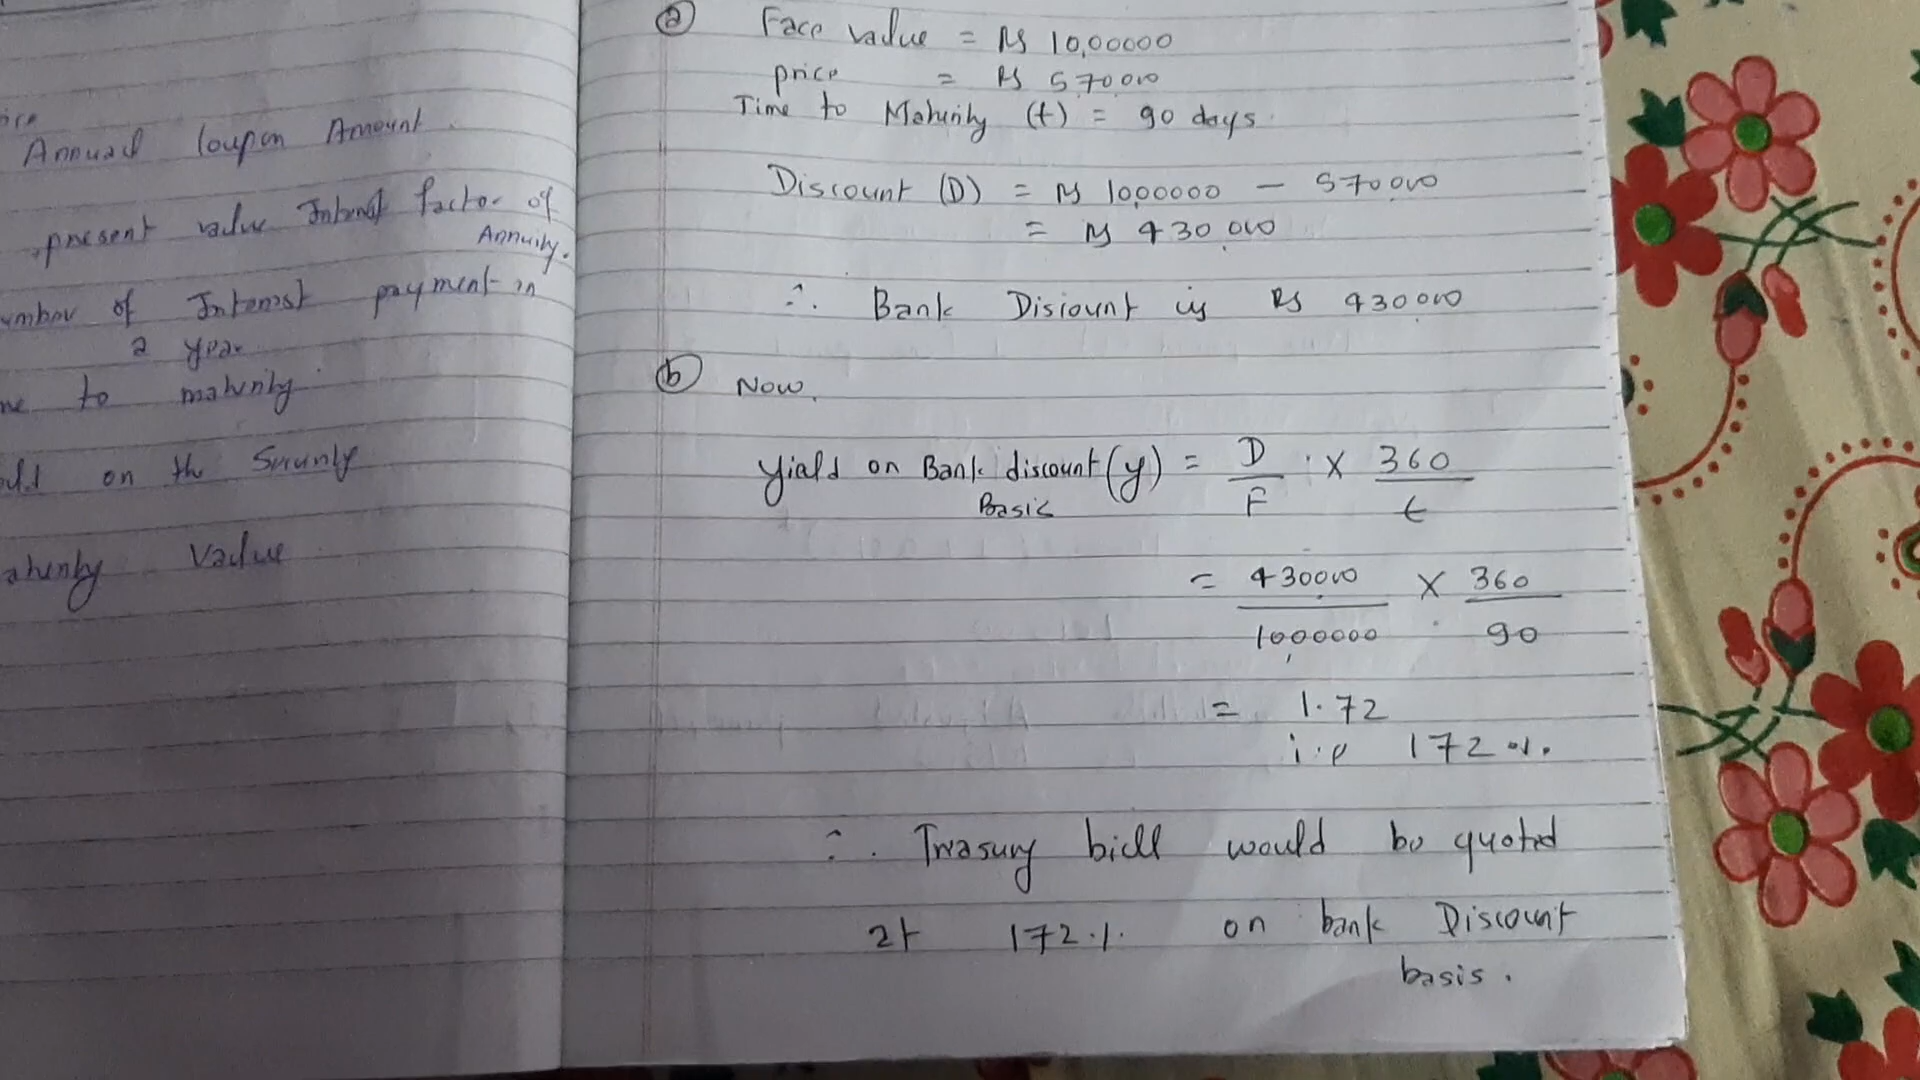 Annual Coupon Amount
present value Interest factor of
Annuity.
of Interest payment in
a year
to maturity
on the Security
Value
(a) Face value = Rs 10,00000
price = Rs 570000
Time to Maturity (t) = 90 days
Discount (D) = Rs 1000000 - 570000
= Rs 430000
∴ Bank Discount is Rs 430000
(b) Now,
Yield on Bank discount (y) = D/F × 360/t
Basis
= 430000/1000000 × 360/90
= 1.72
i.e 172%.
∴ Treasury bill would be quoted
at 172% on bank Discount
basis.